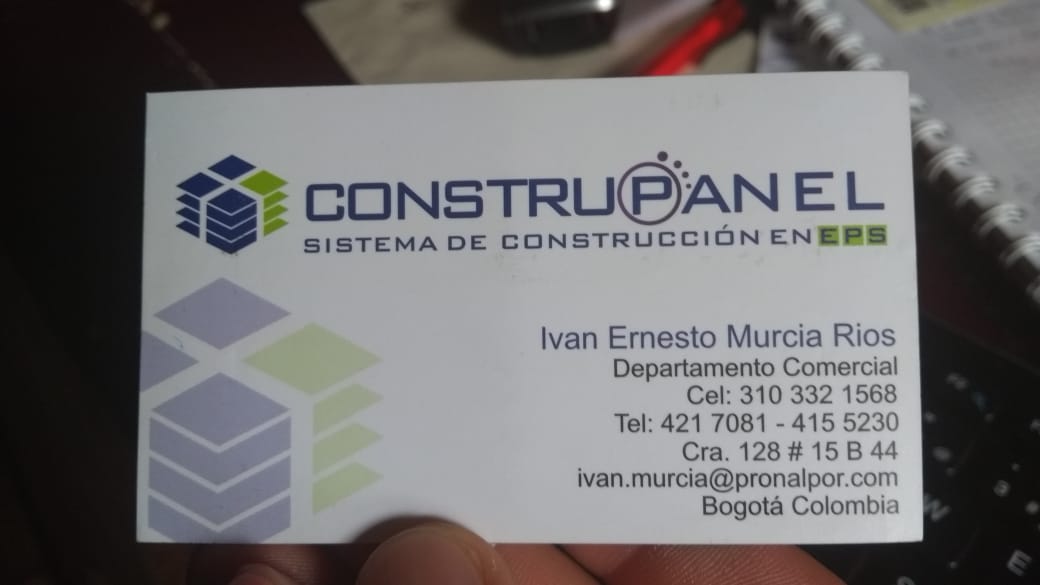 CONSTRUPANEL
SISTEMA DE CONSTRUCCIÓN EN EPS
Ivan Ernesto Murcia Rios
Departamento Comercial
Cel: 310 332 1568
Tel: 421 7081 - 415 5230
Cra. 128 # 15 B 44
ivan.murcia@pronalpor.com
Bogotá Colombia